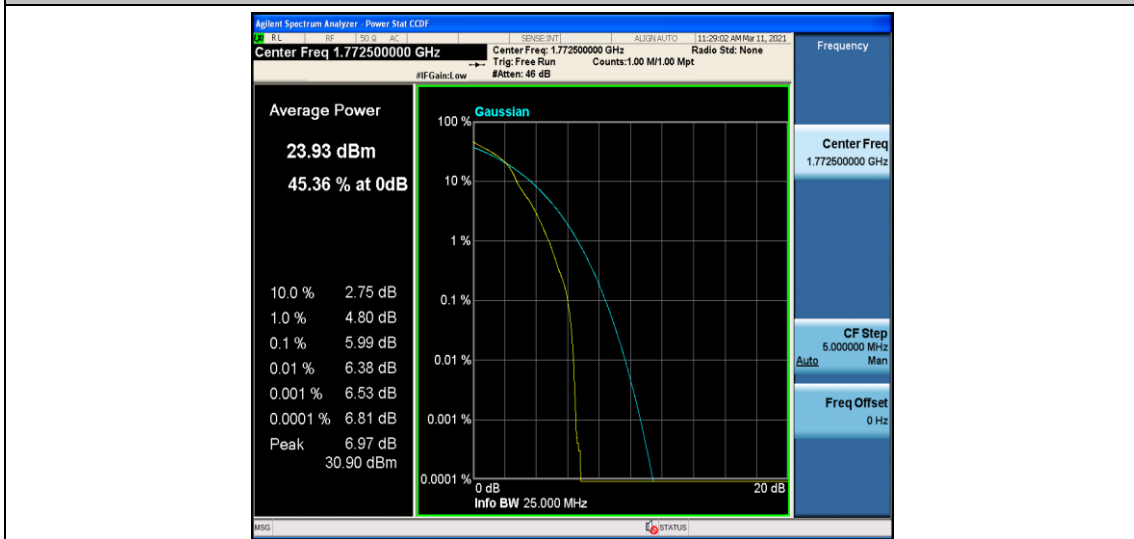 Agilent Spectrum Analyzer - Power Stat CCDF
LXI RL RF 50 Ω AC SENSE:INT ALIGNAUTO 11:29:02 AM Mar 11, 2021
Center Freq 1.772500000 GHz
Center Freq: 1.772500000 GHz Radio Std: None
Trig: Free Run Counts:1.00 M/1.00 Mpt
#IFGain:Low #Atten: 46 dB
Frequency
Average Power
23.93 dBm
45.36 % at 0dB
10.0 % 2.75 dB
1.0 % 4.80 dB
0.1 % 5.99 dB
0.01 % 6.38 dB
0.001 % 6.53 dB
0.0001 % 6.81 dB
Peak 6.97 dB
30.90 dBm
Gaussian
100 %
10 %
1 %
0.1 %
0.01 %
0.001 %
0.0001 %
0 dB 20 dB
Info BW 25.000 MHz
Center Freq
1.772500000 GHz
CF Step
5.000000 MHz
Auto Man
Freq Offset
0 Hz
MSG STATUS